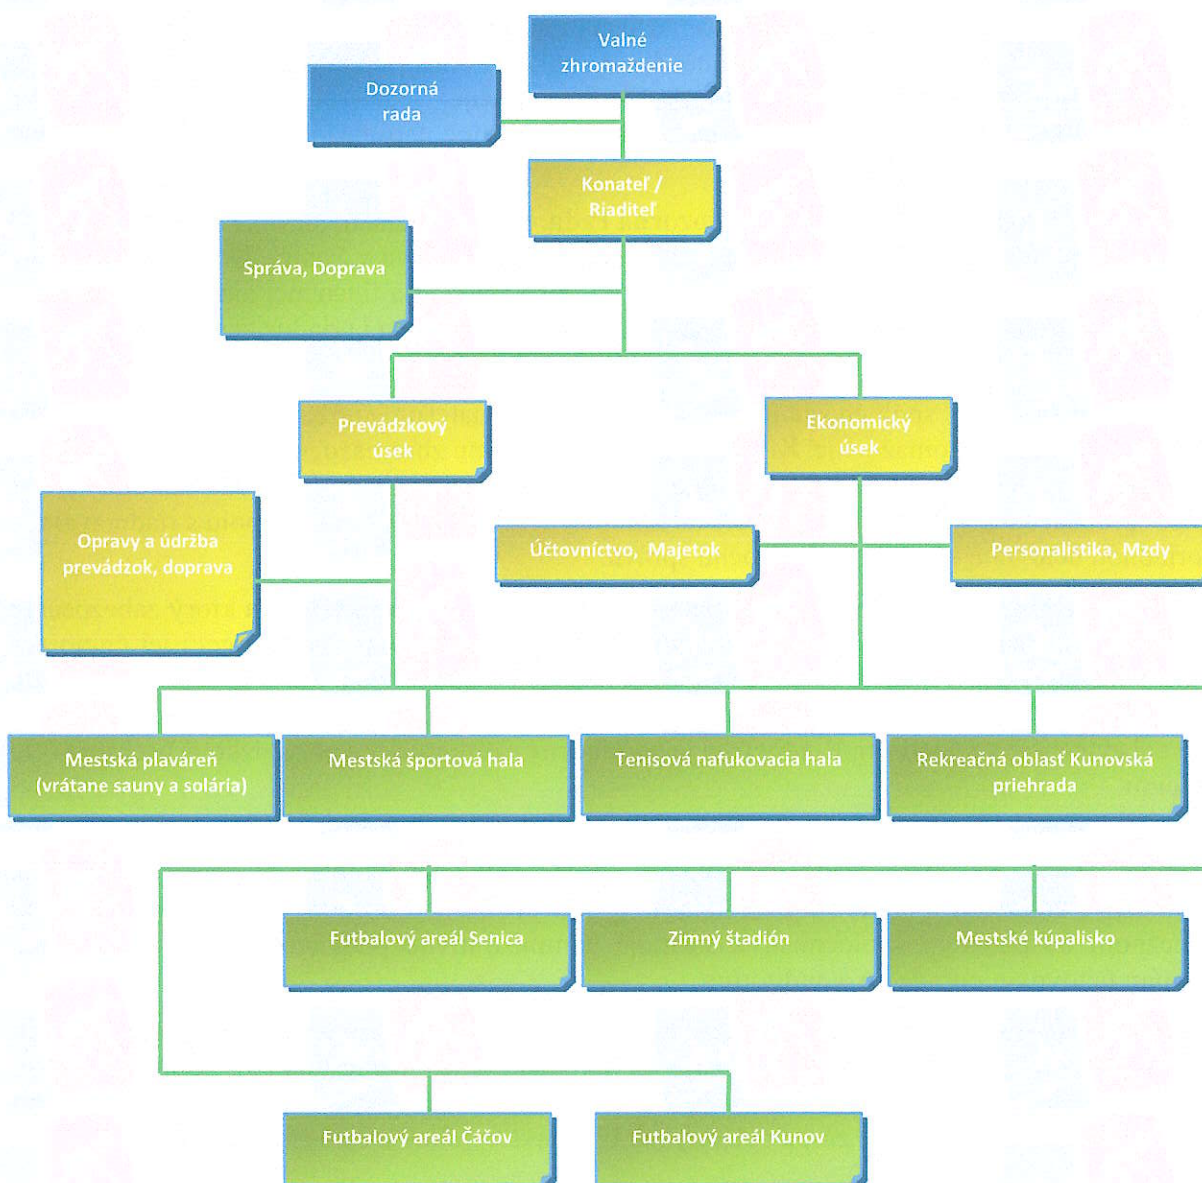 Valné
zhromaždenie
Dozorná
rada
Konateľ /
Riaditeľ
Správa, Doprava
Prevádzkový
úsek
Ekonomický
úsek
Opravy a údržba
prevádzok, doprava
Účtovníctvo, Majetok
Personalistika, Mzdy
Mestská plaváreň
(vrátane sauny a solária)
Mestská športová hala
Tenisová nafukovacia hala
Rekreačná oblasť Kunovská
priehrada
Futbalový areál Senica
Zimný štadión
Mestské kúpalisko
Futbalový areál Čáčov
Futbalový areál Kunov